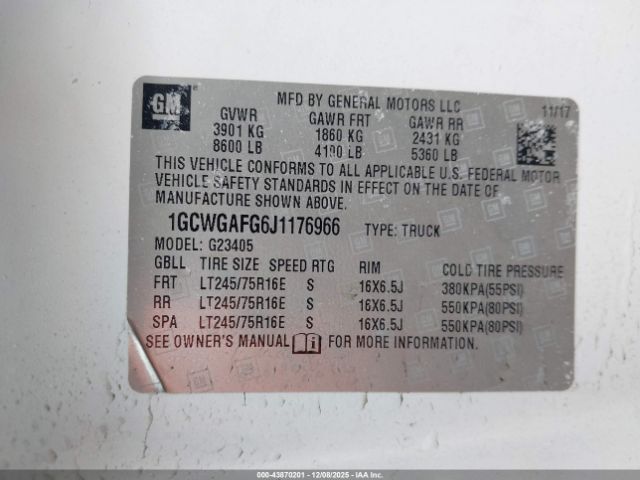 GM
MFD BY GENERAL MOTORS LLC 11/17
GVWR GAWR FRT GAWR RR
3901 KG 1860 KG 2431 KG
8600 LB 4100 LB 5360 LB
THIS VEHICLE CONFORMS TO ALL APPLICABLE U.S. FEDERAL MOTOR
VEHICLE SAFETY STANDARDS IN EFFECT ON THE DATE OF
MANUFACTURE SHOWN ABOVE.
1GCWGAFG6J1176966 TYPE: TRUCK
MODEL: G23405
GBLL TIRE SIZE SPEED RTG RIM COLD TIRE PRESSURE
FRT LT245/75R16E S 16X6.5J 380KPA(55PSI)
RR LT245/75R16E S 16X6.5J 550KPA(80PSI)
SPA LT245/75R16E S 16X6.5J 550KPA(80PSI)
SEE OWNER'S MANUAL FOR MORE INFORMATION.
000-43870201 - 12/08/2025 - IAAI.CA